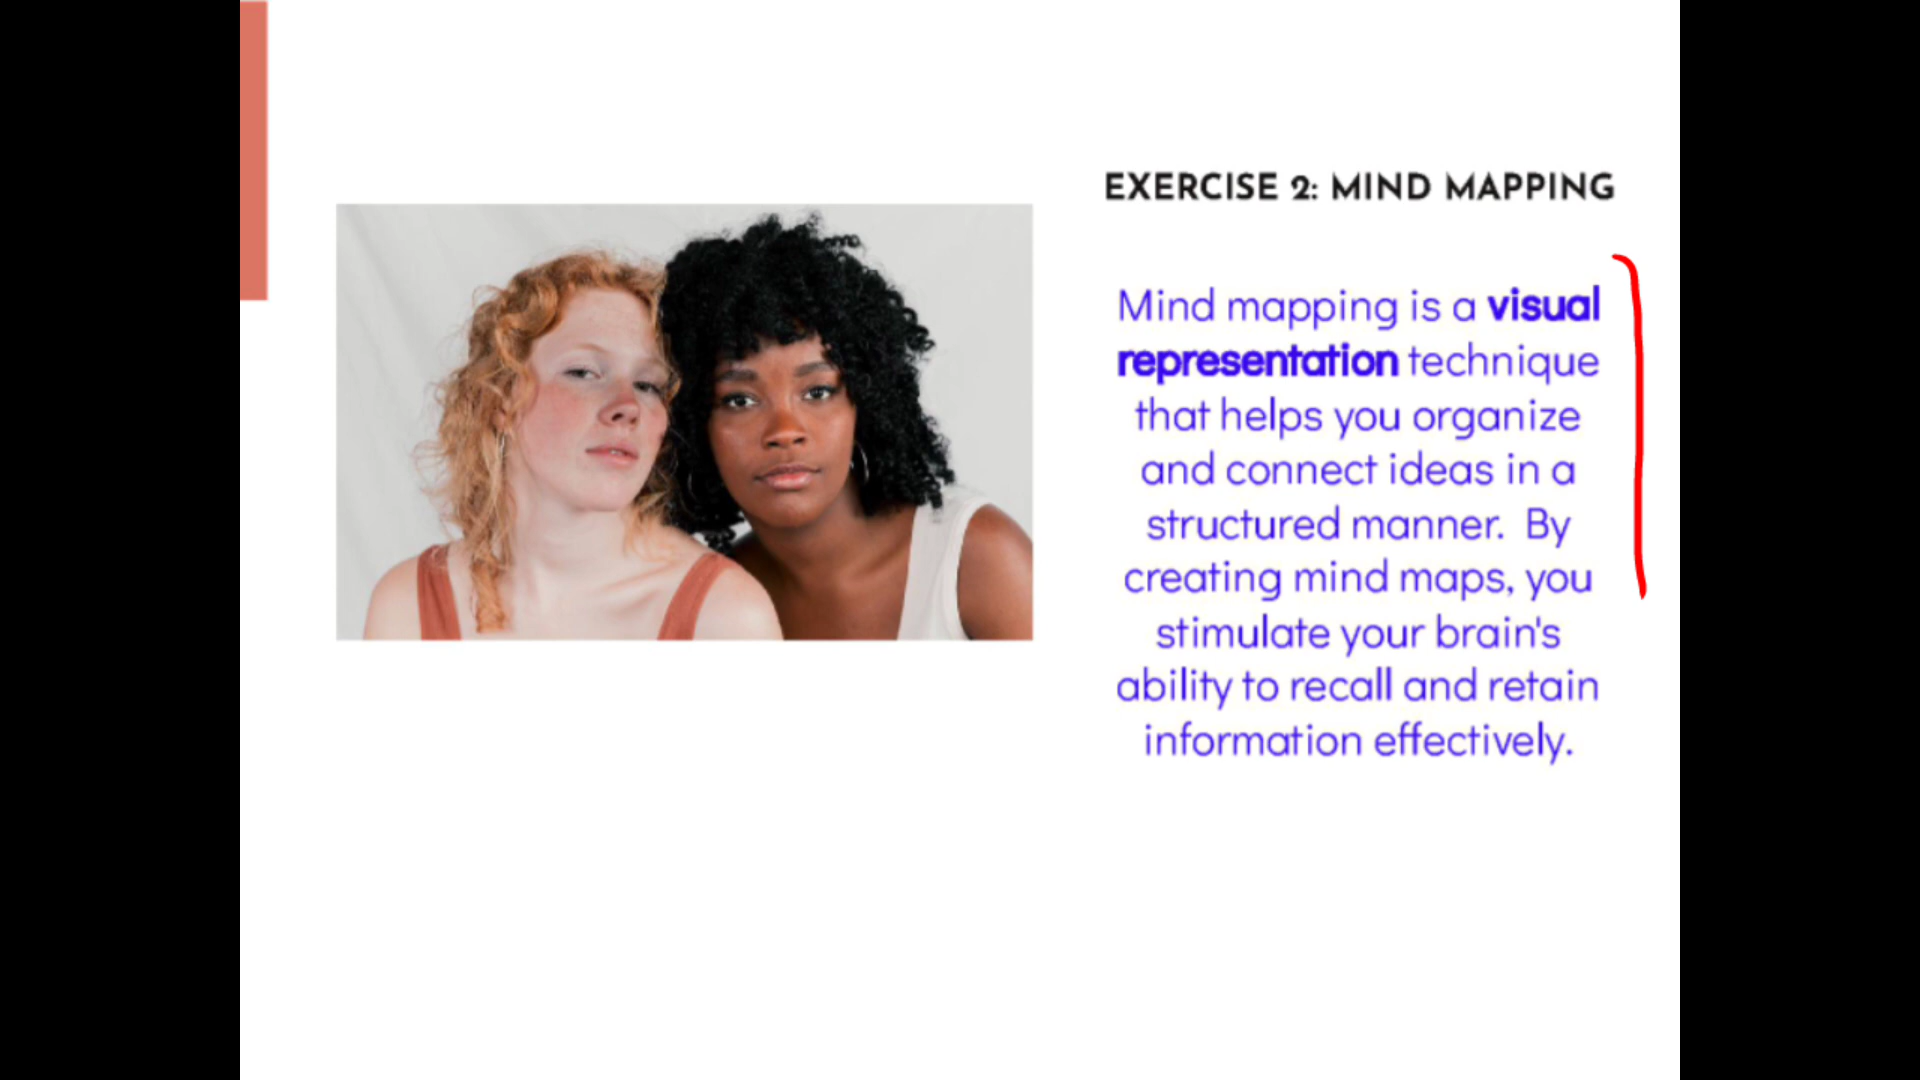 EXERCISE 2: MIND MAPPING
Mind mapping is a visual
representation technique
that helps you organize
and connect ideas in a
structured manner. By
creating mind maps, you
stimulate your brain's
ability to recall and retain
information effectively.